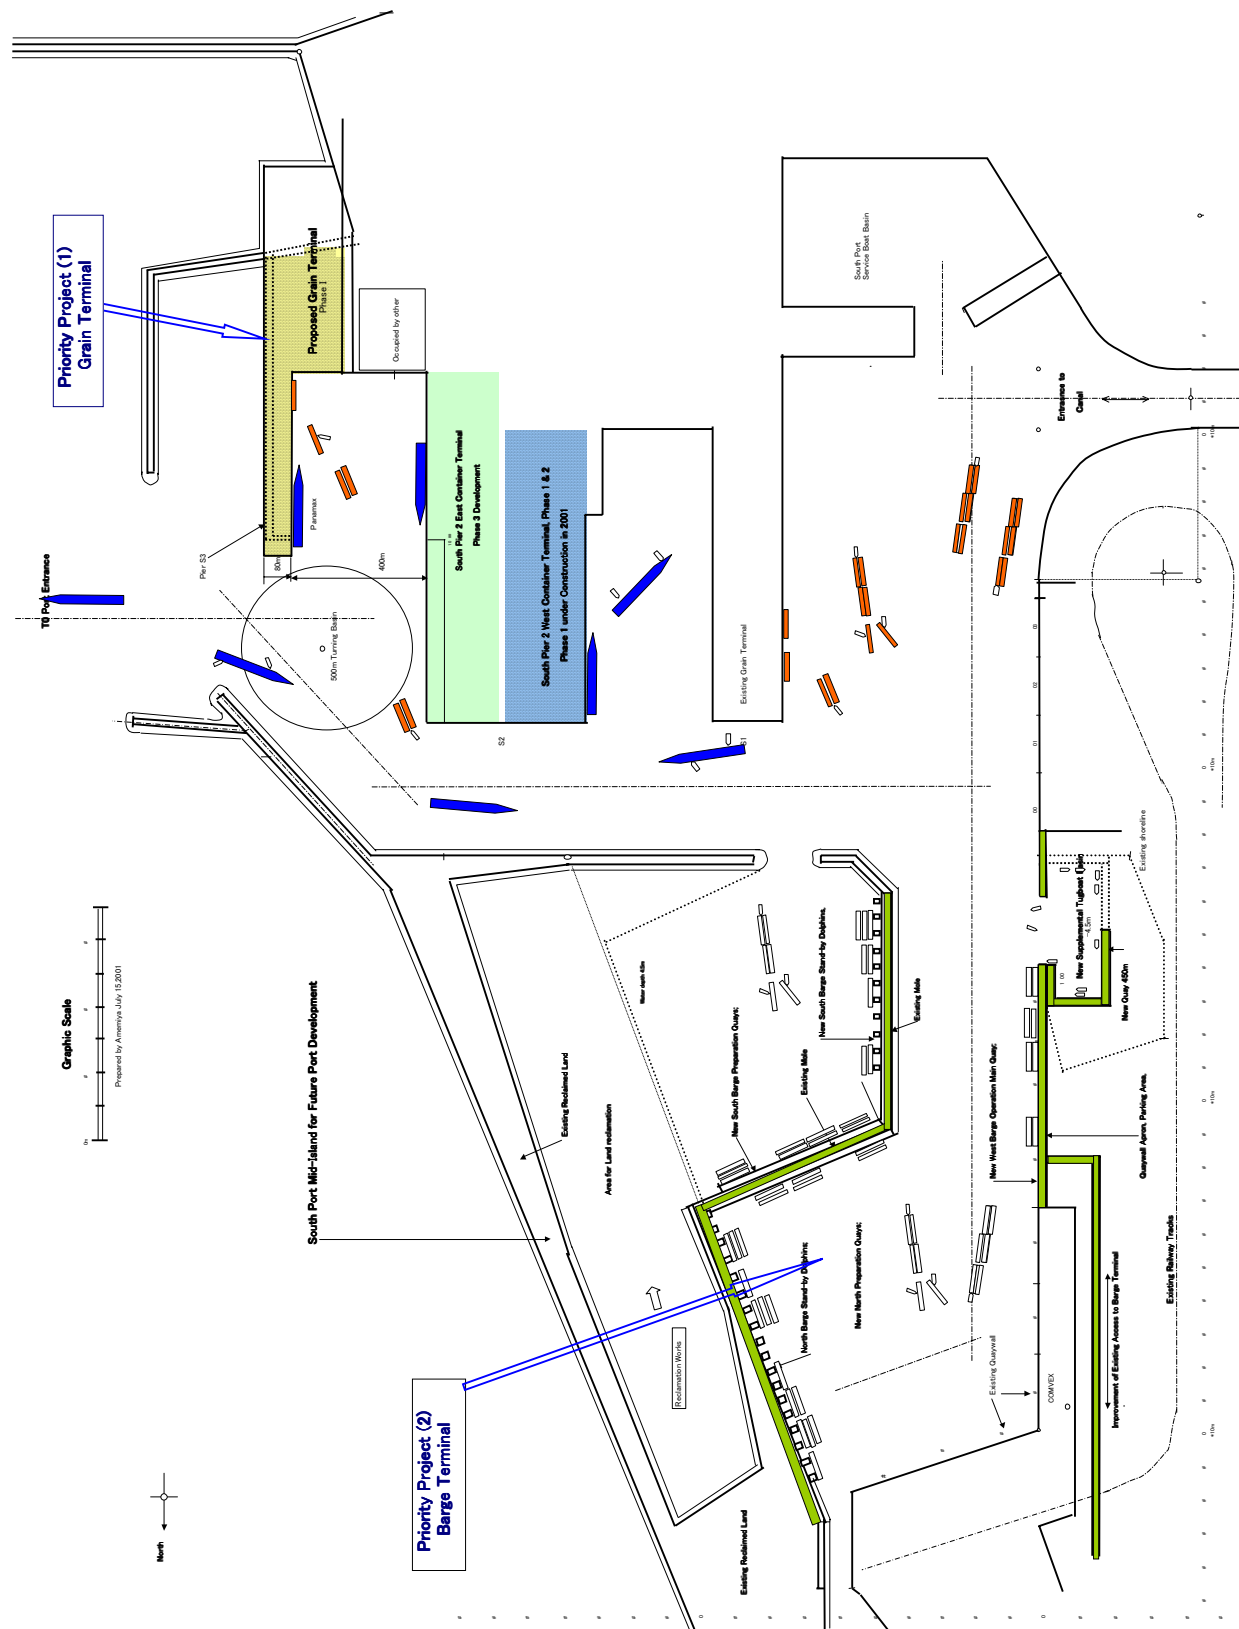 Priority Project (1)
Grain Terminal
Proposed Grain Terminal
Phase I
Occupied by other
Panamax
Pier S3
80m
400m
TO Port Entrance
500m Turning Basin
South Pier 2 East Container Terminal
Phase 3 Development
South Pier 2 West Container Terminal, Phase 1 & 2
Phase 1 under Construction in 2001
S2
S1
Existing Grain Terminal
South Port
Service Boat Basin
Entrance to
Canal
03
02
01
00
Existing shoreline
New Supplemental Tugboat Basin
-4.5m
New Quay 450m
Graphic Scale
Prepared by Amemiya July 15,2001
South Port Mid-Island for Future Port Development
Existing Reclaimed Land
Area for Land reclamation
New South Barge Preparation Quays;
Existing Mole
New South Barge Stand-by Dolphins,
Existing Mole
New West Barge Operation Main Quay;
Quaywall Apron, Parking Area,
North Barge Stand-by Dolphins;
New North Preparation Quays;
Reclamation Works
Existing Quaywall
COMVEX
Improvement of Existing Access to Barge Terminal
Existing Railway Tracks
Priority Project (2)
Barge Terminal
Existing Reclaimed Land
North